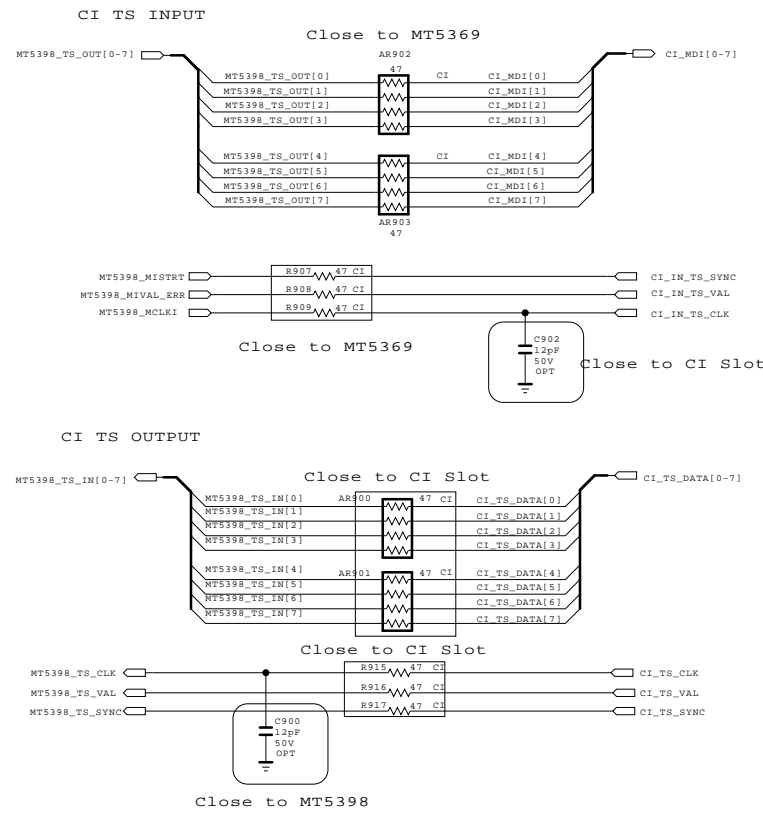 CI TS INPUT
Close to MT5369
MT5398_TS_OUT[0-7]
AR902
CI_MDI[0-7]
47
MT5398_TS_OUT[0] CI CI_MDI[0]
MT5398_TS_OUT[1] CI_MDI[1]
MT5398_TS_OUT[2] CI_MDI[2]
MT5398_TS_OUT[3] CI_MDI[3]
MT5398_TS_OUT[4] CI CI_MDI[4]
MT5398_TS_OUT[5] CI_MDI[5]
MT5398_TS_OUT[6] CI_MDI[6]
MT5398_TS_OUT[7] CI_MDI[7]
AR903
47
MT5398_MISTRT R907 47 CI CI_IN_TS_SYNC
MT5398_MIVAL_ERR R908 47 CI CI_IN_TS_VAL
MT5398_MCLKI R909 47 CI CI_IN_TS_CLK
Close to MT5369
C902
12pF
50V
OPT
Close to CI Slot
CI TS OUTPUT
MT5398_TS_IN[0-7]
Close to CI Slot
CI_TS_DATA[0-7]
MT5398_TS_IN[0] AR900 47 CI CI_TS_DATA[0]
MT5398_TS_IN[1] CI_TS_DATA[1]
MT5398_TS_IN[2] CI_TS_DATA[2]
MT5398_TS_IN[3] CI_TS_DATA[3]
MT5398_TS_IN[4] AR901 47 CI CI_TS_DATA[4]
MT5398_TS_IN[5] CI_TS_DATA[5]
MT5398_TS_IN[6] CI_TS_DATA[6]
MT5398_TS_IN[7] CI_TS_DATA[7]
Close to CI Slot
MT5398_TS_CLK R915 47 CI CI_TS_CLK
MT5398_TS_VAL R916 47 CI CI_TS_VAL
MT5398_TS_SYNC R917 47 CI CI_TS_SYNC
C900
12pF
50V
OPT
Close to MT5398